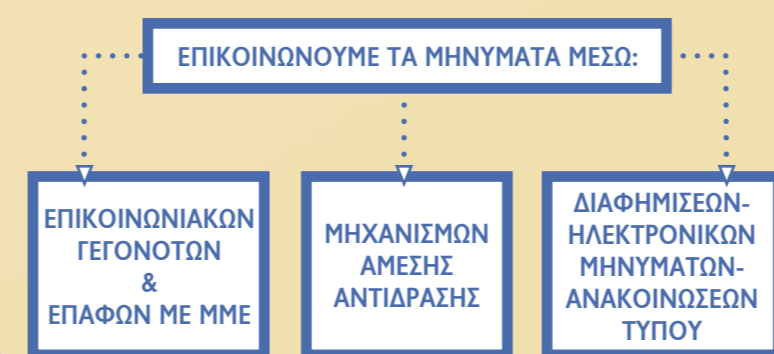 ΕΠΙΚΟΙΝΩΝΟΥΜΕ ΤΑ ΜΗΝΥΜΑΤΑ ΜΕΣΩ:
ΕΠΙΚΟΙΝΩΝΙΑΚΩΝ
ΓΕΓΟΝΟΤΩΝ
&
ΕΠΑΦΩΝ ΜΕ ΜΜΕ
ΜΗΧΑΝΙΣΜΩΝ
ΑΜΕΣΗΣ
ΑΝΤΙΔΡΑΣΗΣ
ΔΙΑΦΗΜΙΣΕΩΝ-
ΗΛΕΚΤΡΟΝΙΚΩΝ
ΜΗΝΥΜΑΤΩΝ-
ΑΝΑΚΟΙΝΩΣΕΩΝ
ΤΥΠΟΥ